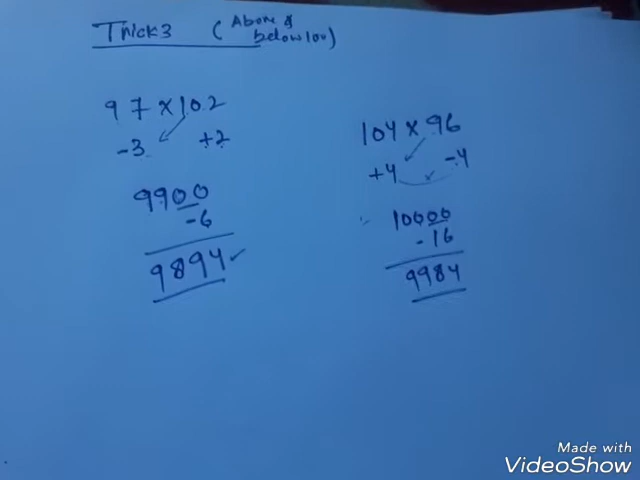 Trick3 (Above &
below 100)
97 × 102
-3 +2
9900
-6
9894
104 × 96
+4 -4
10000
-16
9984
Made with
VideoShow